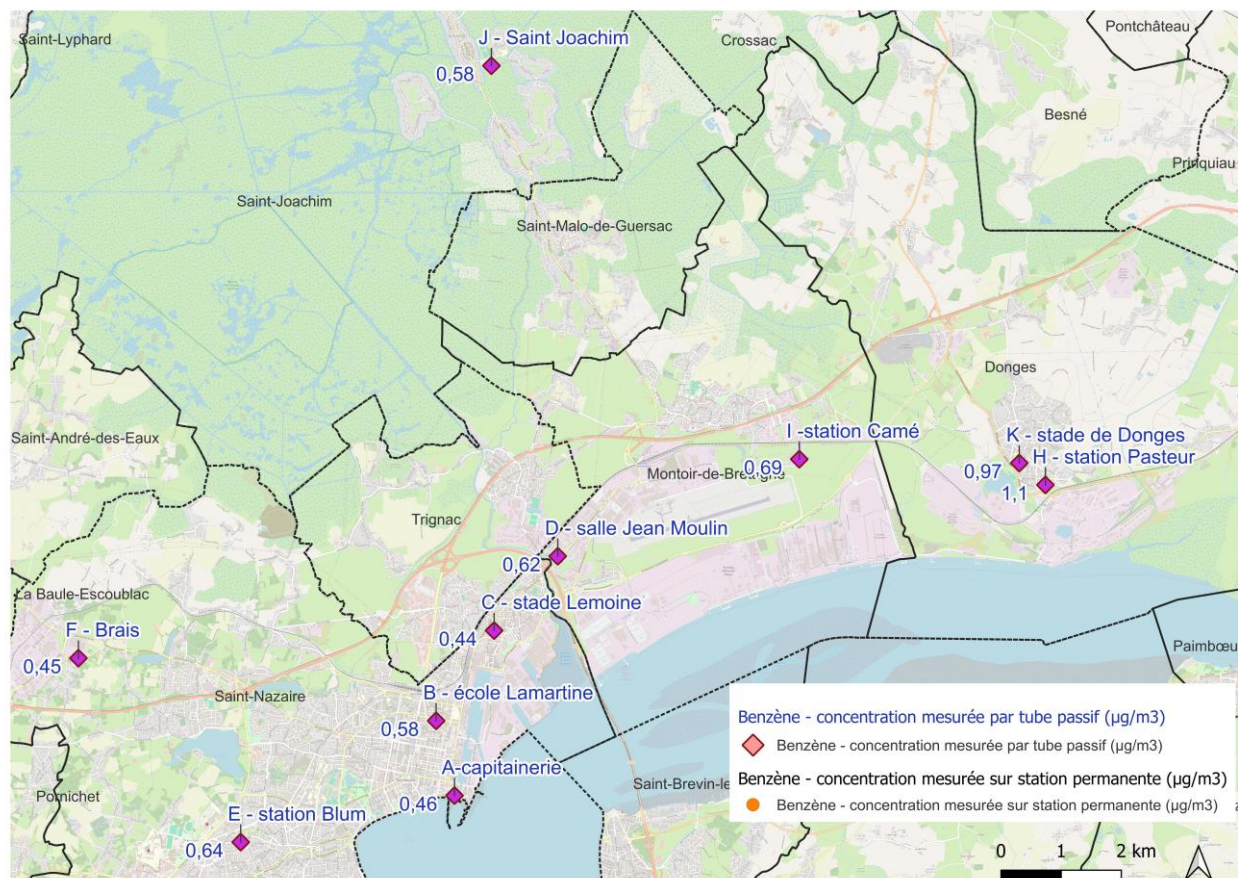 Saint-Lyphard
J - Saint Joachim
0,58
Crossac
Pontchâteau
Besné
Prinquiau
Saint-Joachim
Saint-Malo-de-Guersac
Donges
Saint-André-des-Eaux
K - stade de Donges
I -station Camé
H - station Pasteur
0,69
Montoir-de-Bretagne
0,97
1,1
Trignac
D - salle Jean Moulin
0,62
La Baule-Escoublac
C - stade Lemoine
F - Brais
0,44
0,45
Paimbœu
Saint-Nazaire
B - école Lamartine
0,58
A-capitainerie
0,46
Pornichet
Saint-Brevin-le
E - station Blum
0,64
Benzène - concentration mesurée par tube passif (µg/m3)
Benzène - concentration mesurée par tube passif (µg/m3)
Benzène - concentration mesurée sur station permanente (µg/m3)
Benzène - concentration mesurée sur station permanente (µg/m3)
0 1 2 km